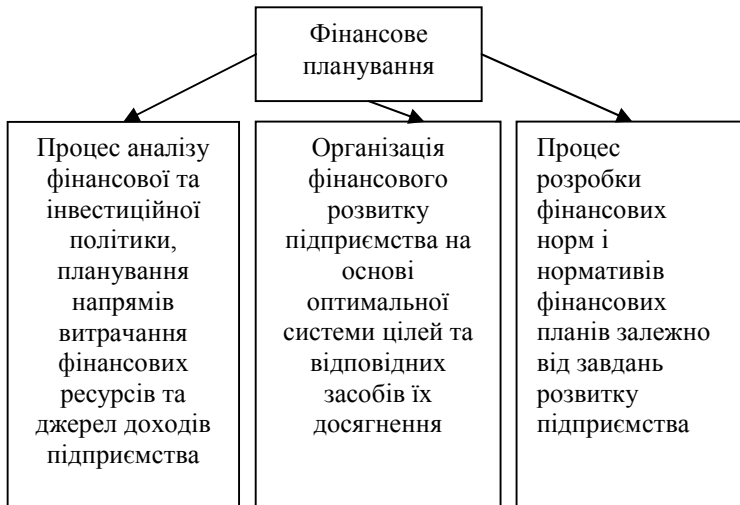 Фінансове
планування
Процес аналізу
фінансової та
інвестиційної
політики,
планування
напрямів
витрачання
фінансових
ресурсів та
джерел доходів
підприємства
Організація
фінансового
розвитку
підприємства на
основі
оптимальної
системи цілей та
відповідних
засобів їх
досягнення
Процес
розробки
фінансових
норм і
нормативів
фінансових
планів залежно
від завдань
розвитку
підприємства